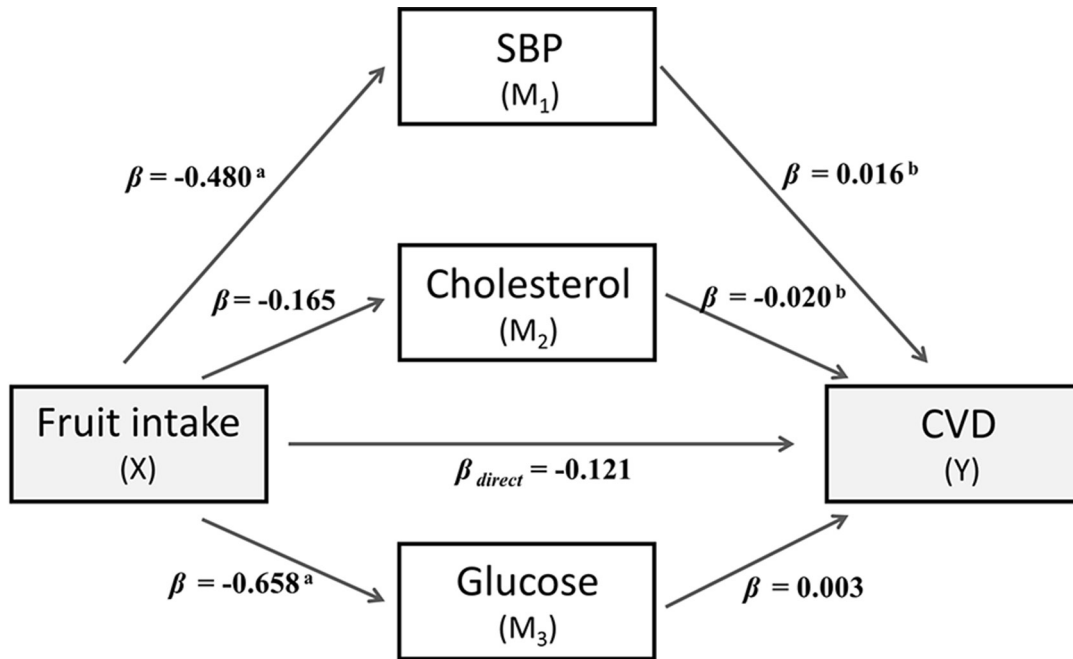 SBP
(M₁)
β = -0.480 ᵃ
β = 0.016 ᵇ
Cholesterol
(M₂)
β = -0.165
β = -0.020 ᵇ
Fruit intake
(X)
β direct = -0.121
CVD
(Y)
β = -0.658 ᵃ
Glucose
(M₃)
β = 0.003